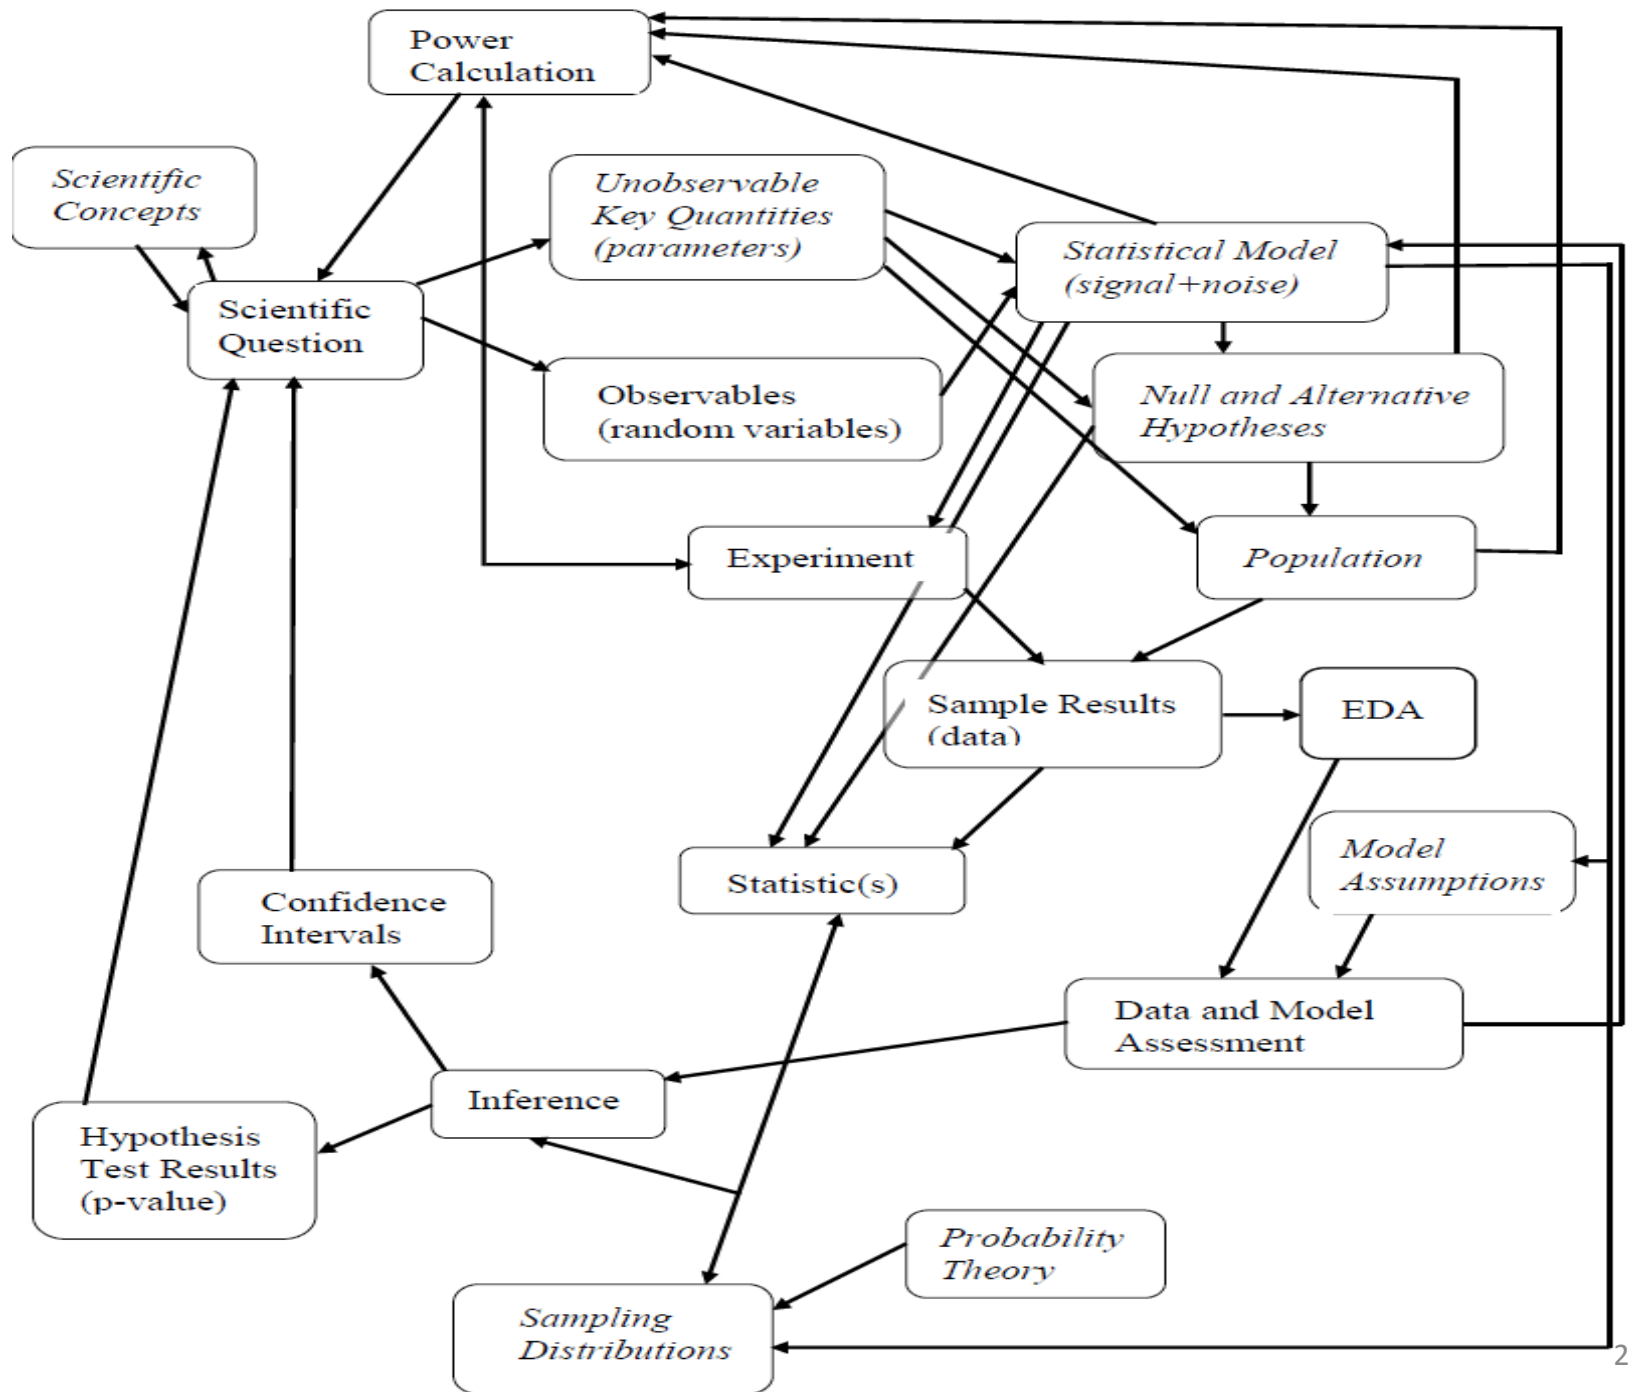 Power
Calculation
Scientific
Concepts
Unobservable
Key Quantities
(parameters)
Statistical Model
(signal+noise)
Scientific
Question
Observables
(random variables)
Null and Alternative
Hypotheses
Experiment
Population
Sample Results
(data)
EDA
Model
Assumptions
Statistic(s)
Confidence
Intervals
Data and Model
Assessment
Inference
Hypothesis
Test Results
(p-value)
Probability
Theory
Sampling
Distributions
2